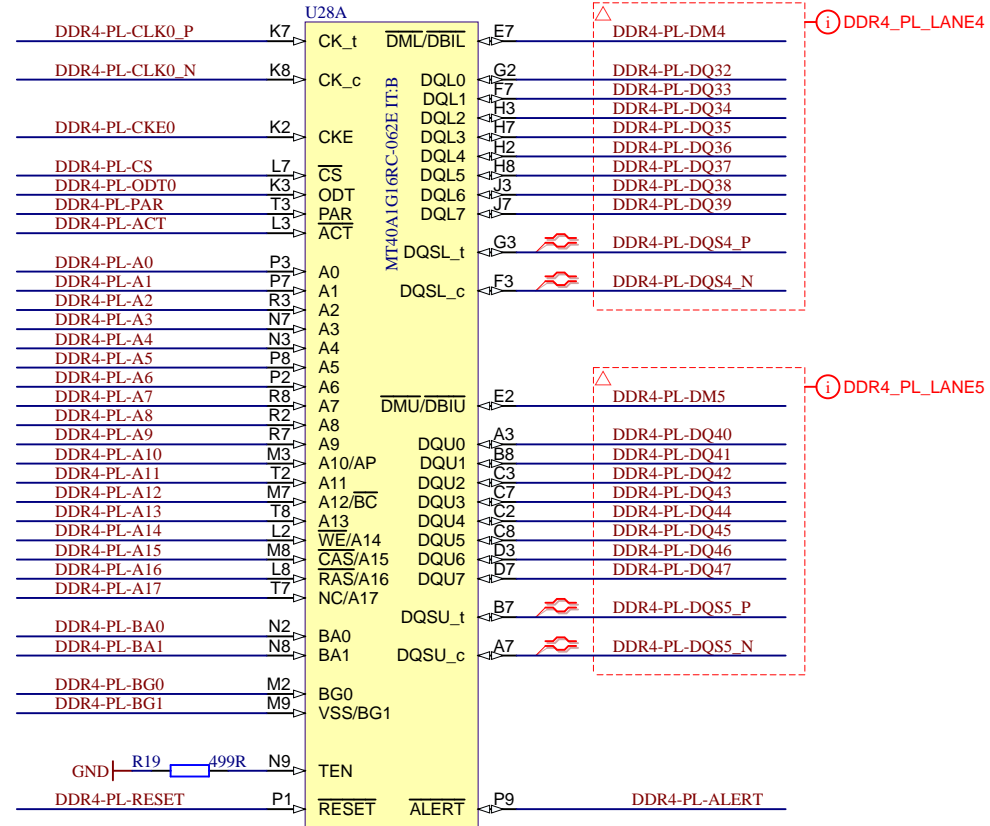 U28A
MT40A1G16RC-062E IT:B
DDR4-PL-CLK0_P K7 CK_t
DDR4-PL-CLK0_N K8 CK_c
DDR4-PL-CKE0 K2 CKE
DDR4-PL-CS L7 CS
DDR4-PL-ODT0 K3 ODT
DDR4-PL-PAR T3 PAR
DDR4-PL-ACT L3 ACT
DDR4-PL-A0 P3 A0
DDR4-PL-A1 P7 A1
DDR4-PL-A2 R3 A2
DDR4-PL-A3 N7 A3
DDR4-PL-A4 N3 A4
DDR4-PL-A5 P8 A5
DDR4-PL-A6 P2 A6
DDR4-PL-A7 R8 A7
DDR4-PL-A8 R2 A8
DDR4-PL-A9 R7 A9
DDR4-PL-A10 M3 A10/AP
DDR4-PL-A11 T2 A11
DDR4-PL-A12 M7 A12/BC
DDR4-PL-A13 T8 A13
DDR4-PL-A14 L2 WE/A14
DDR4-PL-A15 M8 CAS/A15
DDR4-PL-A16 L8 RAS/A16
DDR4-PL-A17 T7 NC/A17
DDR4-PL-BA0 N2 BA0
DDR4-PL-BA1 N8 BA1
DDR4-PL-BG0 M2 BG0
DDR4-PL-BG1 M9 VSS/BG1
GND R19 499R N9 TEN
DDR4-PL-RESET P1 RESET
DML/DBIL E7 DDR4-PL-DM4
i DDR4_PL_LANE4
DQL0 G2 DDR4-PL-DQ32
DQL1 F7 DDR4-PL-DQ33
DQL2 H3 DDR4-PL-DQ34
DQL3 H7 DDR4-PL-DQ35
DQL4 H2 DDR4-PL-DQ36
DQL5 H8 DDR4-PL-DQ37
DQL6 J3 DDR4-PL-DQ38
DQL7 J7 DDR4-PL-DQ39
DQSL_t G3 DDR4-PL-DQS4_P
DQSL_c F3 DDR4-PL-DQS4_N
DMU/DBIU E2 DDR4-PL-DM5
i DDR4_PL_LANE5
DQU0 A3 DDR4-PL-DQ40
DQU1 B8 DDR4-PL-DQ41
DQU2 C3 DDR4-PL-DQ42
DQU3 C7 DDR4-PL-DQ43
DQU4 C2 DDR4-PL-DQ44
DQU5 C8 DDR4-PL-DQ45
DQU6 D3 DDR4-PL-DQ46
DQU7 D7 DDR4-PL-DQ47
DQSU_t B7 DDR4-PL-DQS5_P
DQSU_c A7 DDR4-PL-DQS5_N
ALERT P9 DDR4-PL-ALERT